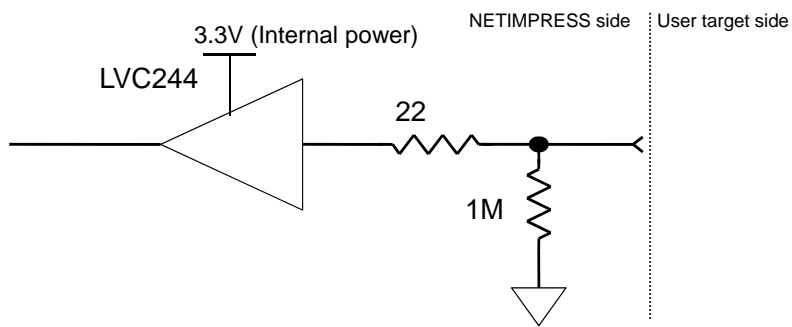 NETIMPRESS side
User target side
3.3V (Internal power)
LVC244
22
1M